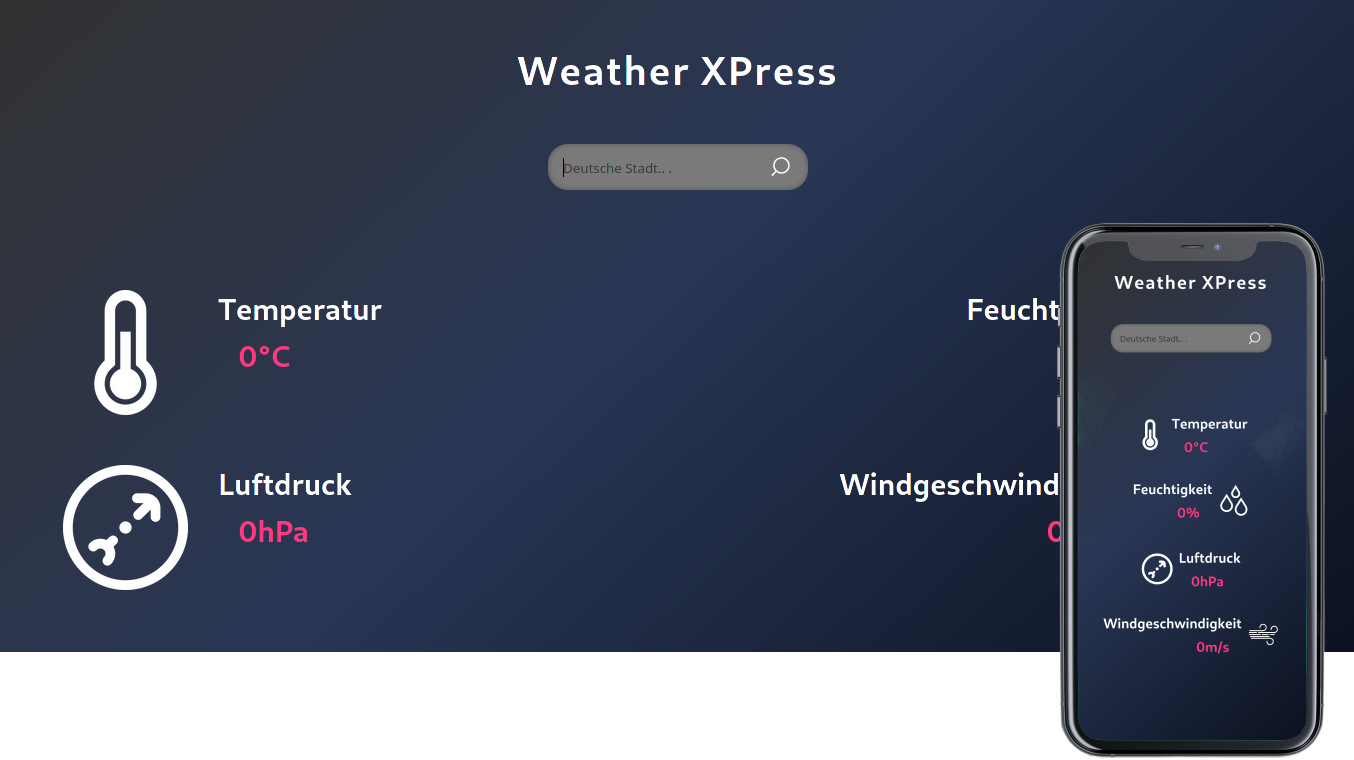 Weather XPress
Deutsche Stadt.. .
Temperatur
0°C
Feucht
Luftdruck
0hPa
Windgeschwind
0
Weather XPress
Deutsche Stadt.. .
Temperatur
0°C
Feuchtigkeit
0%
Luftdruck
0hPa
Windgeschwindigkeit
0m/s